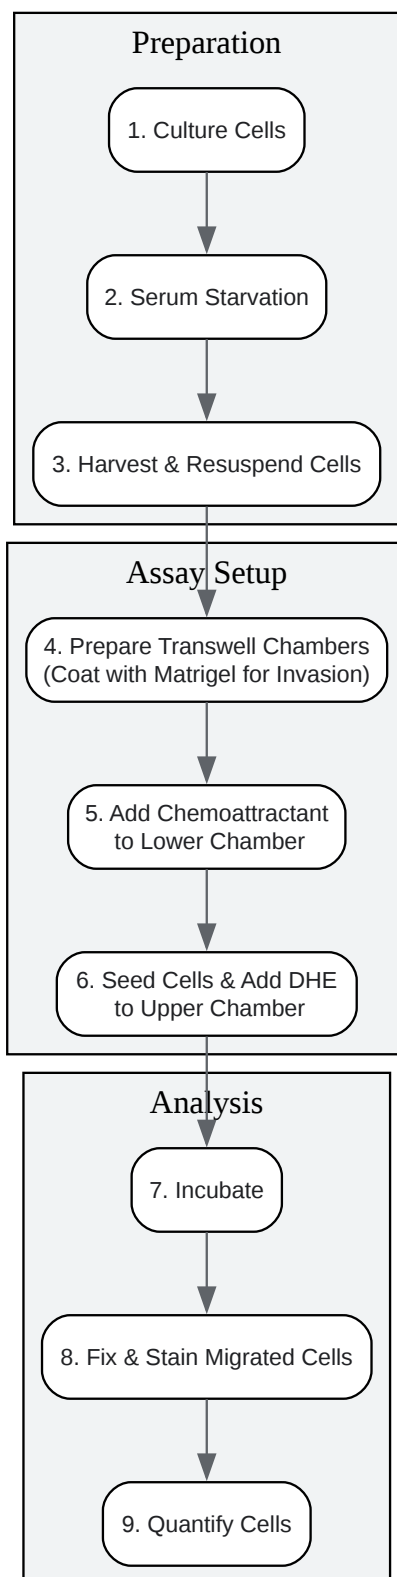 Preparation
1. Culture Cells
2. Serum Starvation
3. Harvest & Resuspend Cells
Assay Setup
4. Prepare Transwell Chambers
(Coat with Matrigel for Invasion)
5. Add Chemoattractant
to Lower Chamber
6. Seed Cells & Add DHE
to Upper Chamber
Analysis
7. Incubate
8. Fix & Stain Migrated Cells
9. Quantify Cells